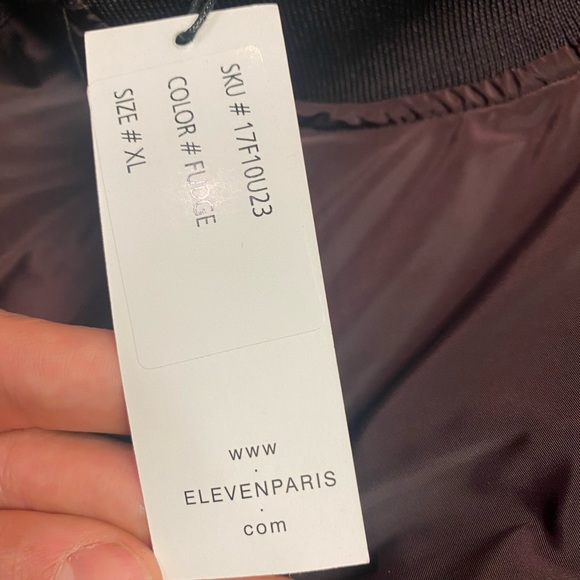 SKU # 17F10U23
COLOR # FUDGE
SIZE # XL
www
.
ELEVENPARIS
.
com